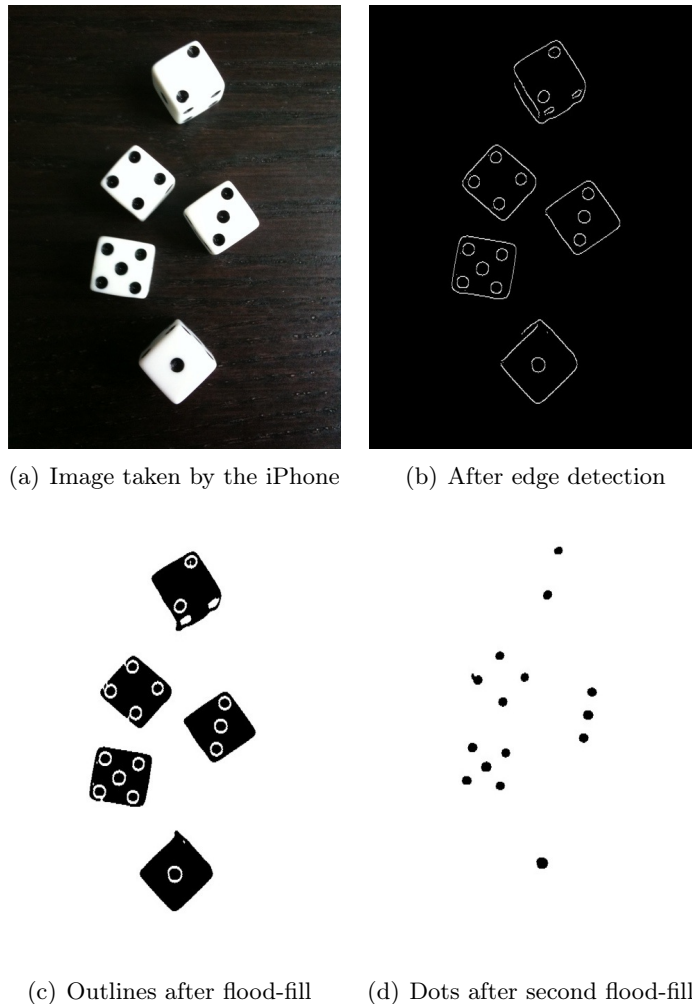 (a) Image taken by the iPhone
(b) After edge detection
(c) Outlines after flood-fill
(d) Dots after second flood-fill